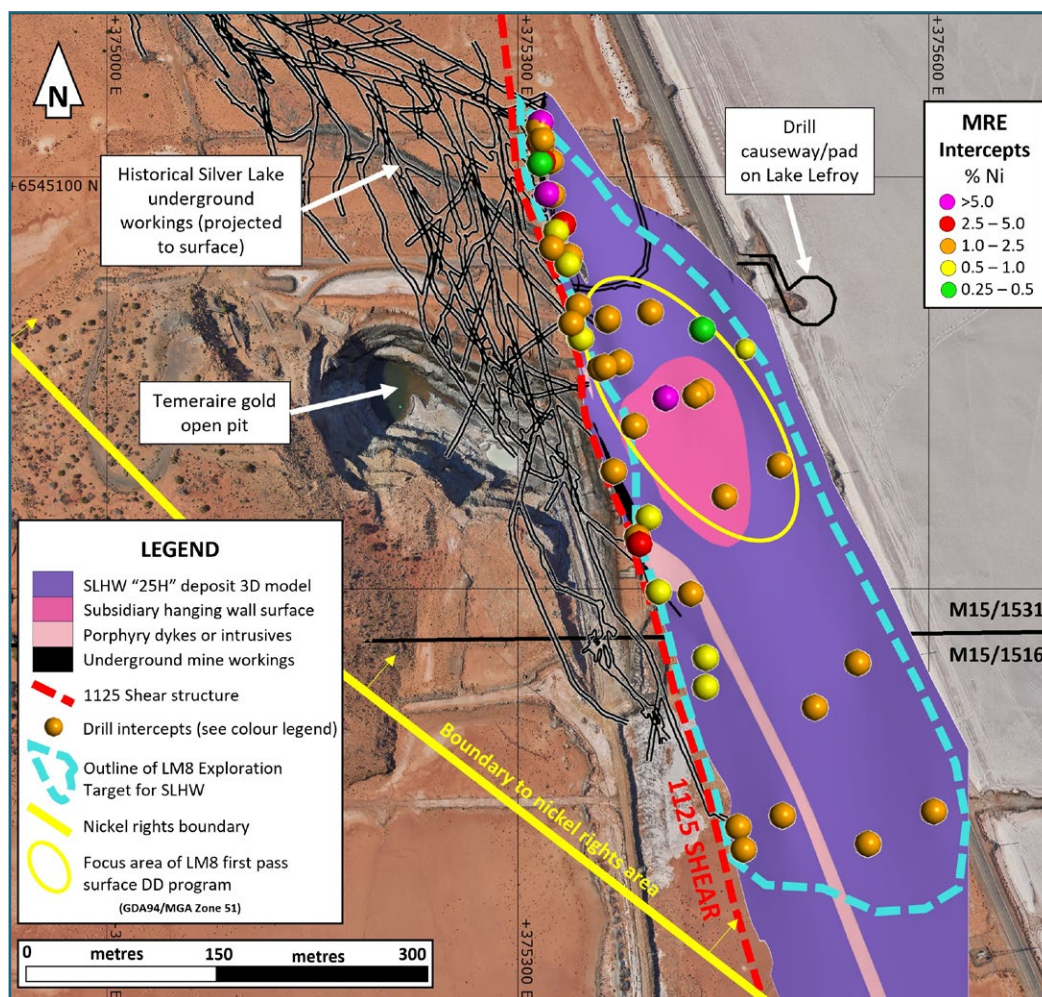 +375000 E
+375300 E
+375600 E
N
+6545100 N
Historical Silver Lake
underground
workings (projected
to surface)
Drill
causeway/pad
on Lake Lefroy
MRE
Intercepts
% Ni
>5.0
2.5 – 5.0
1.0 – 2.5
0.5 – 1.0
0.25 – 0.5
Temeraire gold
open pit
M15/1531
M15/1516
LEGEND
SLHW “25H” deposit 3D model
Subsidiary hanging wall surface
Porphyry dykes or intrusives
Underground mine workings
1125 Shear structure
Drill intercepts (see colour legend)
Outline of LM8 Exploration
Target for SLHW
Nickel rights boundary
Focus area of LM8 first pass
surface DD program
(GDA94/MGA Zone 51)
Boundary to nickel rights area
1125 SHEAR
0 metres 150 metres 300
+375300 E